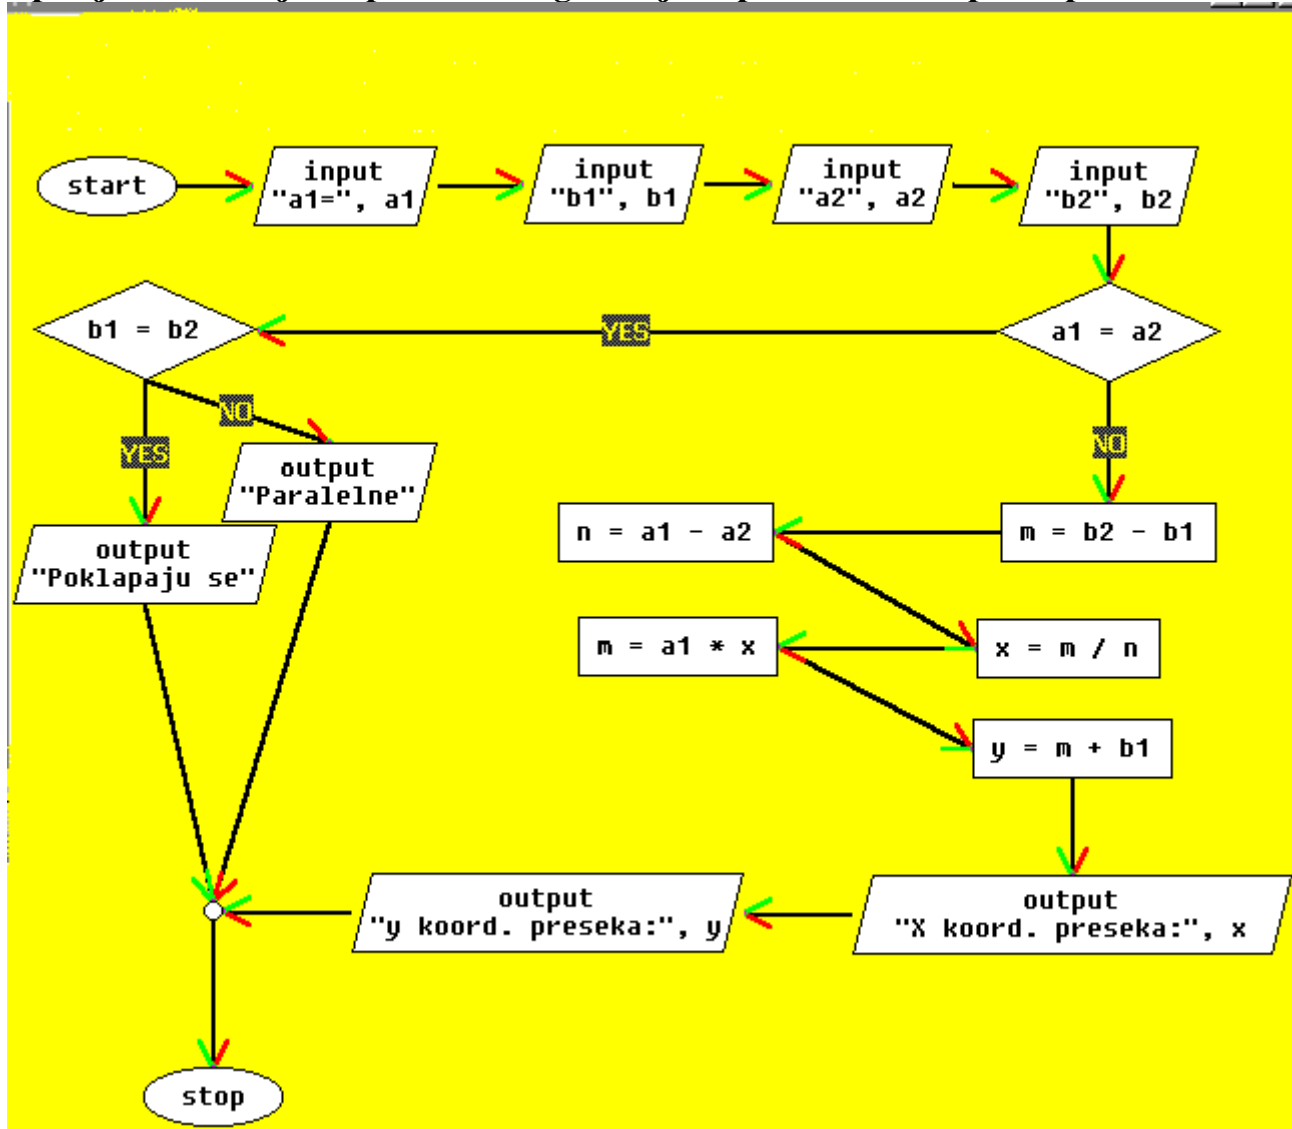 start
input
"a1=", a1
input
"b1", b1
input
"a2", a2
input
"b2", b2
b1 = b2
YES
a1 = a2
NO
YES
NO
output
"Paralelne"
output
"Poklapaju se"
n = a1 - a2
m = b2 - b1
m = a1 * x
x = m / n
y = m + b1
output
"y koord. preseka:", y
output
"X koord. preseka:", x
stop